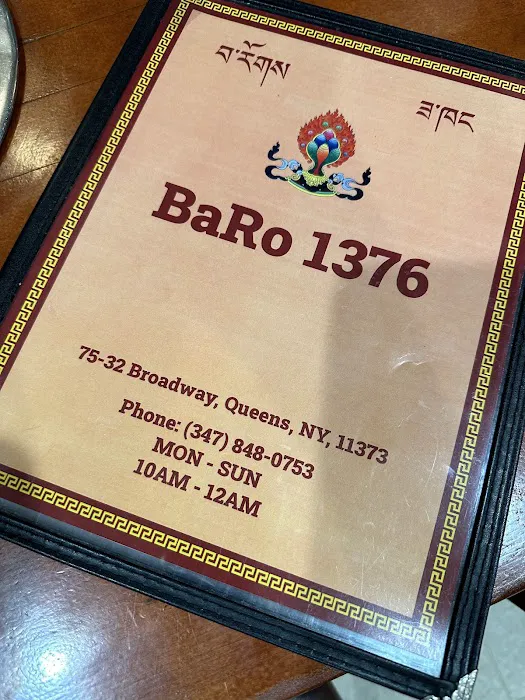 བ་རོགས
ཟ་ཁང
BaRo 1376
75-32 Broadway, Queens, NY, 11373
Phone: (347) 848-0753
MON - SUN
10AM - 12AM